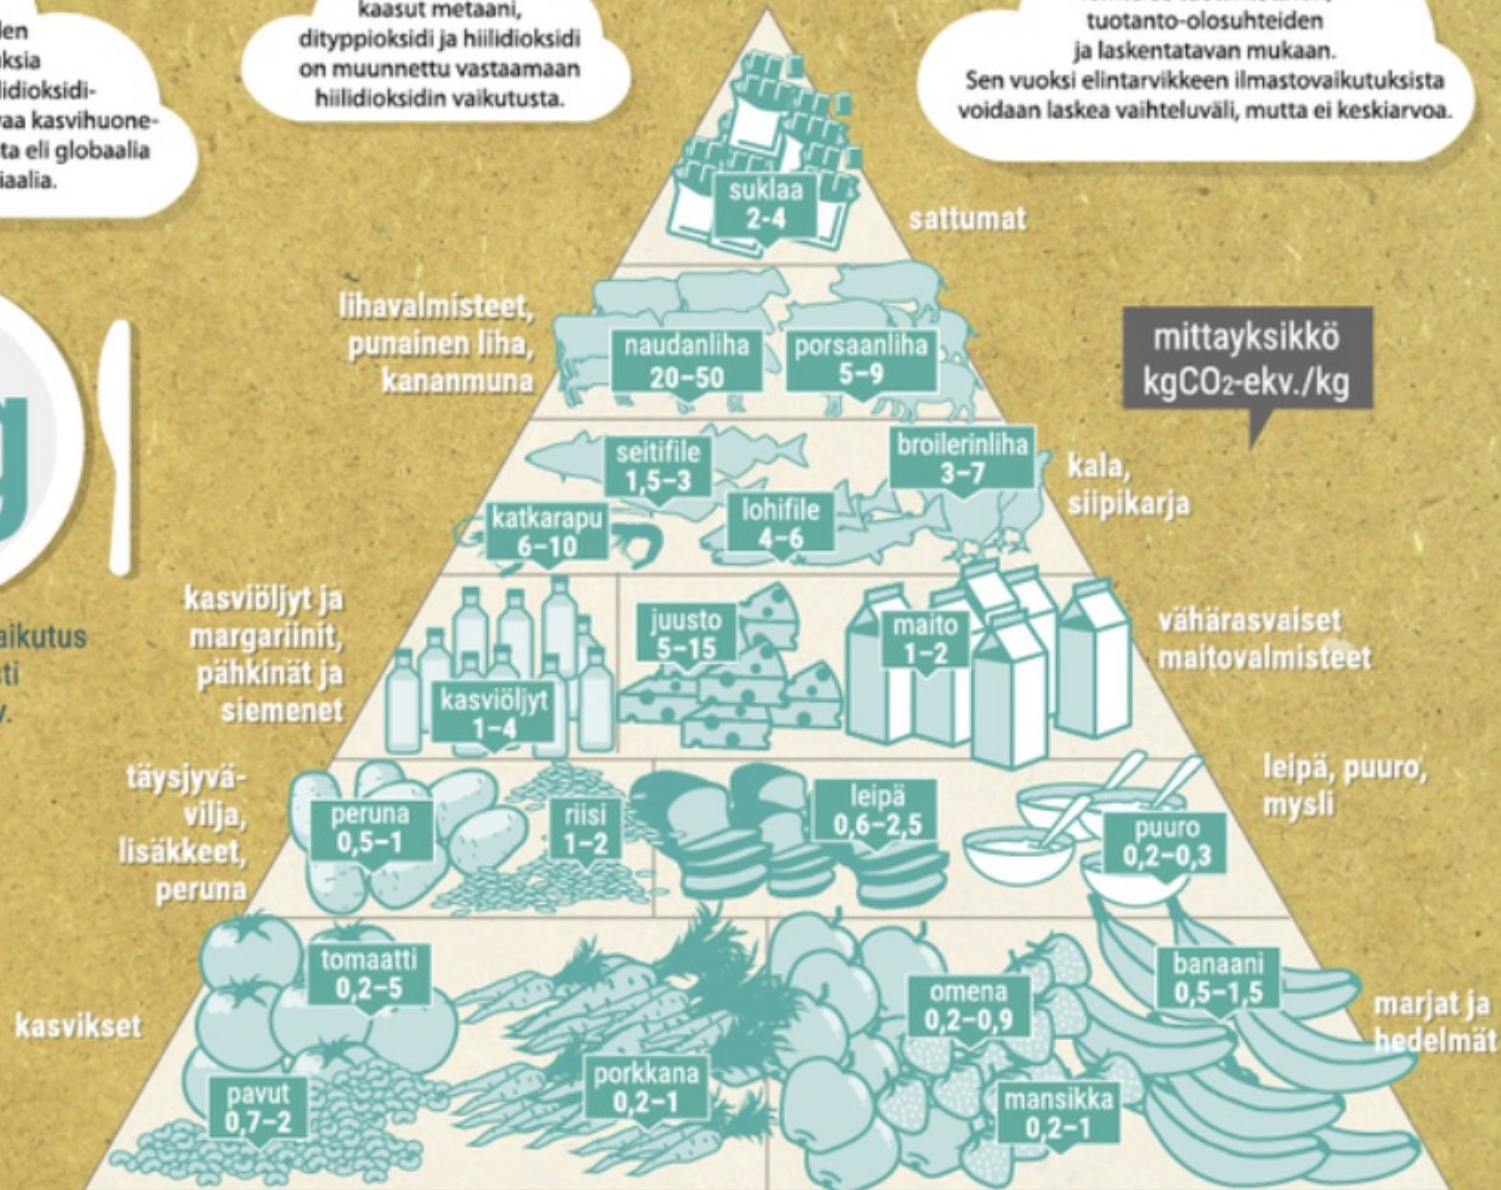 kaasut metaani,
dityppioksidi ja hiilidioksidi
on muunnettu vastaamaan
hiilidioksidin vaikutusta.
tuotanto-olosuhteiden
ja laskentatavan mukaan.
Sen vuoksi elintarvikkeen ilmastovaikutuksista
voidaan laskea vaihteluväli, mutta ei keskiarvoa.
suklaa
2-4
sattumat
lihavalmisteet,
punainen liha,
kananmuna
naudanliha
20–50
porsaanliha
5–9
mittayksikkö
kgCO2-ekv./kg
seitifile
1,5–3
broilerinliha
3–7
katkarapu
6–10
lohifile
4–6
kala,
siipikarja
kasviöljyt ja
margariinit,
pähkinät ja
siemenet
kasviöljyt
1–4
juusto
5–15
maito
1–2
vähärasvaiset
maitovalmisteet
täysjyvä-
vilja,
lisäkkeet,
peruna
peruna
0,5–1
riisi
1–2
leipä
0,6–2,5
puuro
0,2–0,3
leipä, puuro,
mysli
kasvikset
tomaatti
0,2–5
pavut
0,7–2
porkkana
0,2–1
omena
0,2–0,9
mansikka
0,2–1
banaani
0,5–1,5
marjat ja
hedelmät